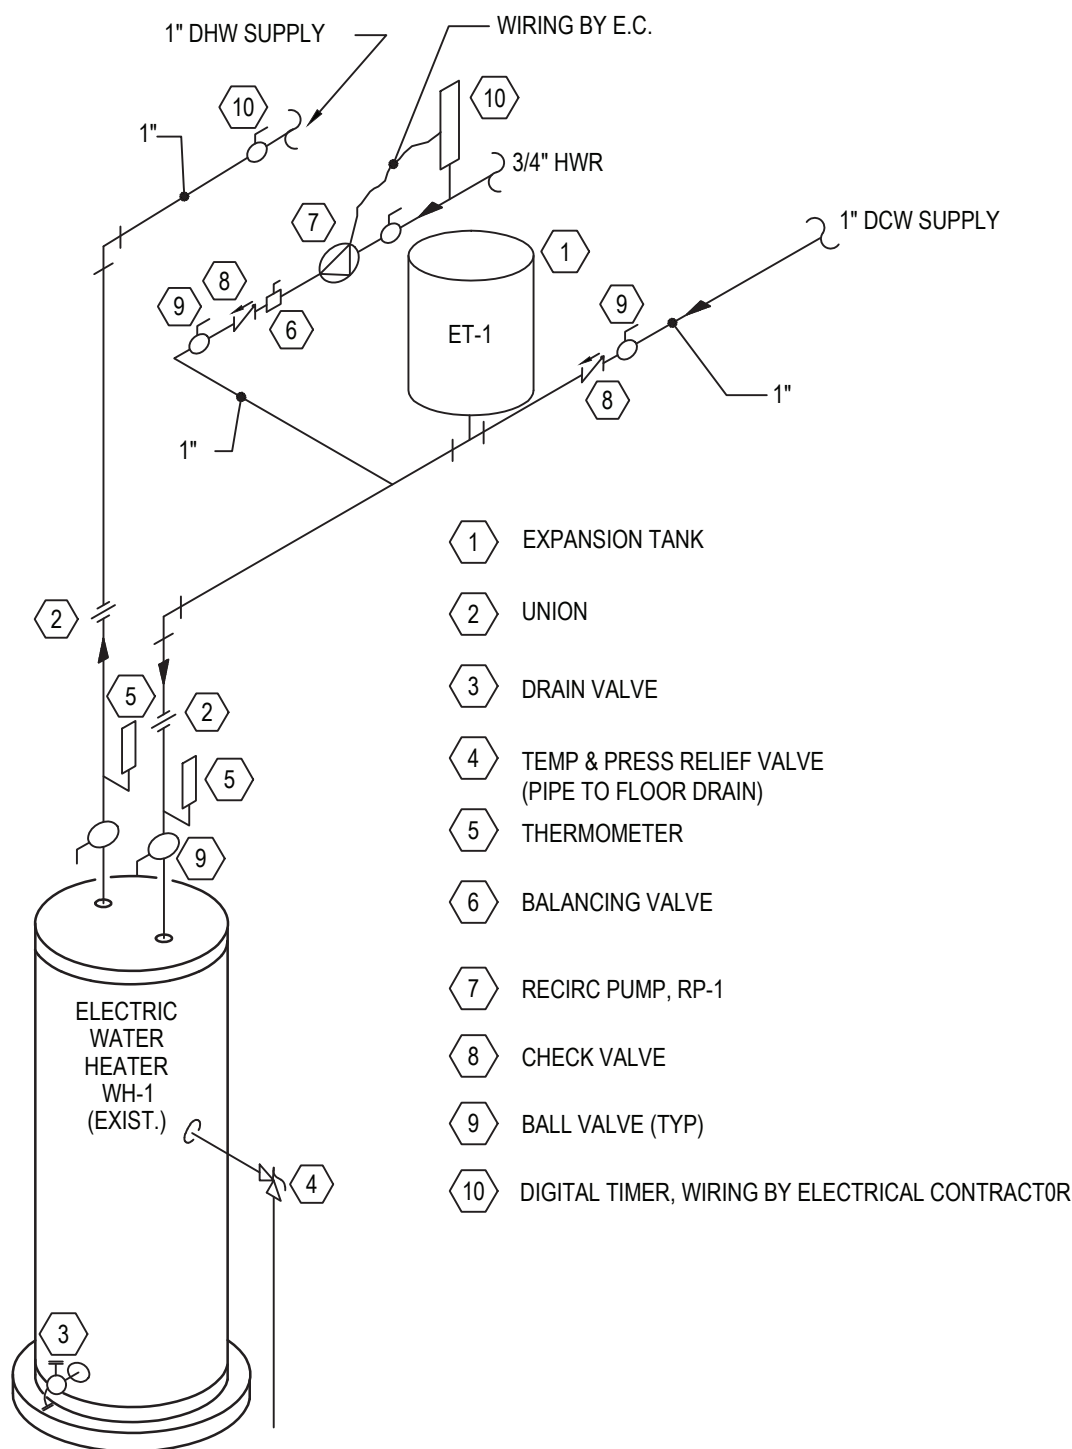 1" DHW SUPPLY
WIRING BY E.C.
10
10
1"
3/4" HWR
7
1
1" DCW SUPPLY
8
9
9
6
ET-1
8
1"
1"
1 EXPANSION TANK
2
2 UNION
5
3 DRAIN VALVE
2
4 TEMP & PRESS RELIEF VALVE
(PIPE TO FLOOR DRAIN)
5
5 THERMOMETER
9
6 BALANCING VALVE
7 RECIRC PUMP, RP-1
ELECTRIC
WATER
HEATER
WH-1
(EXIST.)
8 CHECK VALVE
9 BALL VALVE (TYP)
4
10 DIGITAL TIMER, WIRING BY ELECTRICAL CONTRACT0R
3